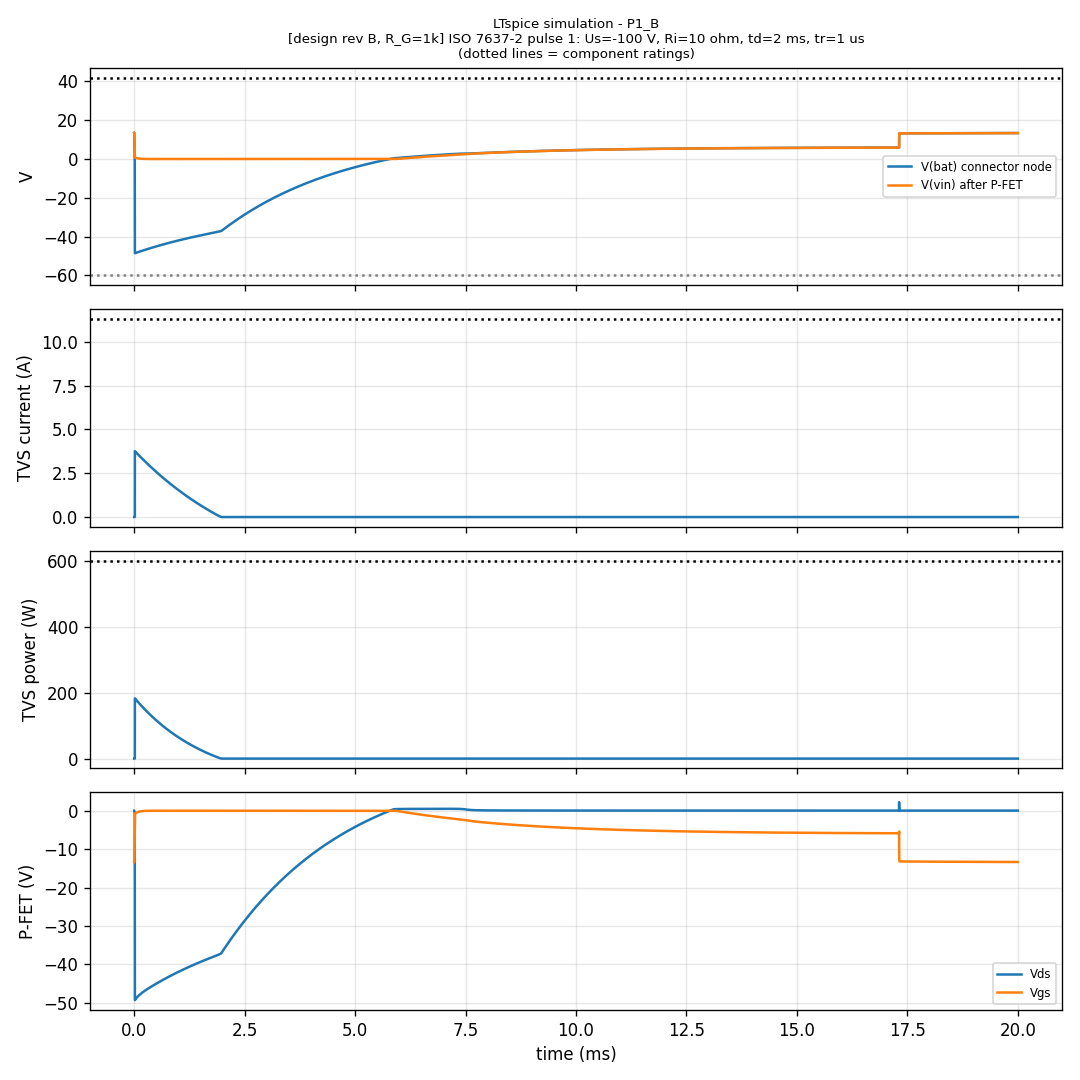 LTspice simulation - P1_B
[design rev B, R_G=1k] ISO 7637-2 pulse 1: Us=-100 V, Ri=10 ohm, td=2 ms, tr=1 us
(dotted lines = component ratings)
40
20
0
−20
−40
−60
V
V(bat) connector node
V(vin) after P-FET
10.0
7.5
5.0
2.5
0.0
TVS current (A)
600
400
200
0
TVS power (W)
0
−10
−20
−30
−40
−50
P-FET (V)
Vds
Vgs
0.0 2.5 5.0 7.5 10.0 12.5 15.0 17.5 20.0
time (ms)